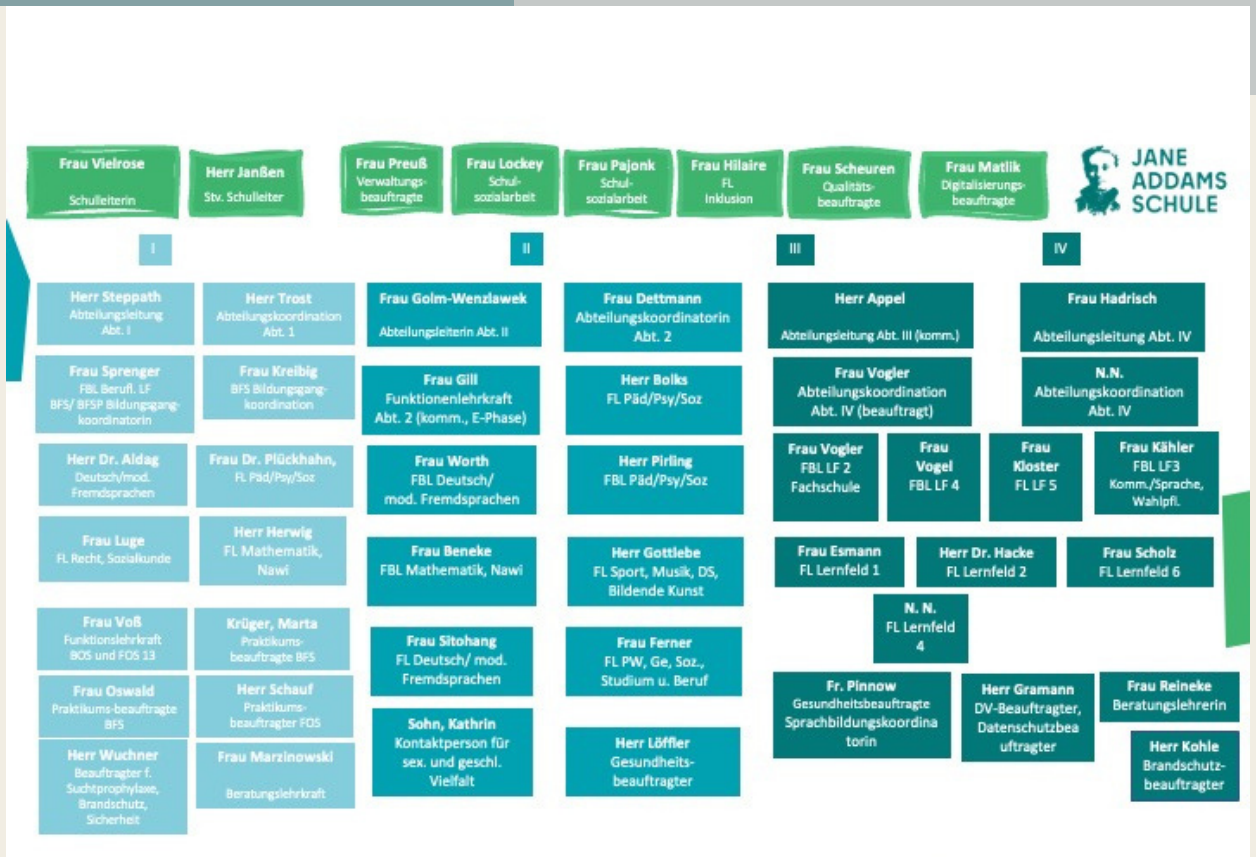 Frau Vielrose
Schulleiterin
Herr Janßen
Stv. Schulleiter
Frau Preuß
Verwaltungs-
beauftragte
Frau Lockey
Schul-
sozialarbeit
Frau Pajonk
Schul-
sozialarbeit
Frau Hilaire
FL
Inklusion
Frau Scheuren
Qualitäts-
beauftragte
Frau Matlik
Digitalisierungs-
beauftragte
JANE
ADDAMS
SCHULE
I
II
III
IV
Herr Steppath
Abteilungsleitung
Abt. I
Herr Trost
Abteilungskoordination
Abt. 1
Frau Golm-Wenzlawek
Abteilungsleiterin Abt. II
Frau Dettmann
Abteilungskoordinatorin
Abt. 2
Herr Appel
Abteilungsleitung Abt. III (komm.)
Frau Hadrisch
Abteilungsleitung Abt. IV
Frau Sprenger
FBL Berufl. LF
BFS/ BFSP Bildungsgang-
koordinatorin
Frau Kreibig
BFS Bildungsgang-
koordination
Frau Gill
Funktionenlehrkraft
Abt. 2 (komm., E-Phase)
Herr Bolks
FL Päd/Psy/Soz
Frau Vogler
Abteilungskoordination
Abt. IV (beauftragt)
N.N.
Abteilungskoordination
Abt. IV
Herr Dr. Aldag
Deutsch/mod.
Fremdsprachen
Frau Dr. Plückhahn,
FL Päd/Psy/Soz
Frau Worth
FBL Deutsch/
mod. Fremdsprachen
Herr Pirling
FBL Päd/Psy/Soz
Frau Vogler
FBL LF 2
Fachschule
Frau
Vogel
FBL LF 4
Frau
Kloster
FL LF 5
Frau Kähler
FBL LF3
Komm./Sprache,
Wahlpfl.
Frau Luge
FL Recht, Sozialkunde
Herr Herwig
FL Mathematik,
Nawi
Frau Beneke
FBL Mathematik, Nawi
Herr Gottlebe
FL Sport, Musik, DS,
Bildende Kunst
Frau Esmann
FL Lernfeld 1
Herr Dr. Hacke
FL Lernfeld 2
Frau Scholz
FL Lernfeld 6
N. N.
FL Lernfeld
4
Frau Voß
Funktionslehrkraft
BOS und FOS 13
Krüger, Marta
Praktikums-
beauftragte BFS
Frau Sitohang
FL Deutsch/ mod.
Fremdsprachen
Frau Ferner
FL PW, Ge, Soz.,
Studium u. Beruf
Frau Oswald
Praktikums-beauftragte
BFS
Herr Schauf
Praktikums-
beauftragter FOS
Fr. Pinnow
Gesundheitsbeauftragte
Sprachbildungskoordina
torin
Herr Gramann
DV-Beauftragter,
Datenschutzbea
uftragter
Frau Reineke
Beratungslehrerin
Herr Wuchner
Beauftragter f.
Suchtprophylaxe,
Brandschutz,
Sicherheit
Frau Marzinowski
Beratungslehrkraft
Sohn, Kathrin
Kontaktperson für
sex. und geschl.
Vielfalt
Herr Löffler
Gesundheits-
beauftragter
Herr Kohle
Brandschutz-
beauftragter